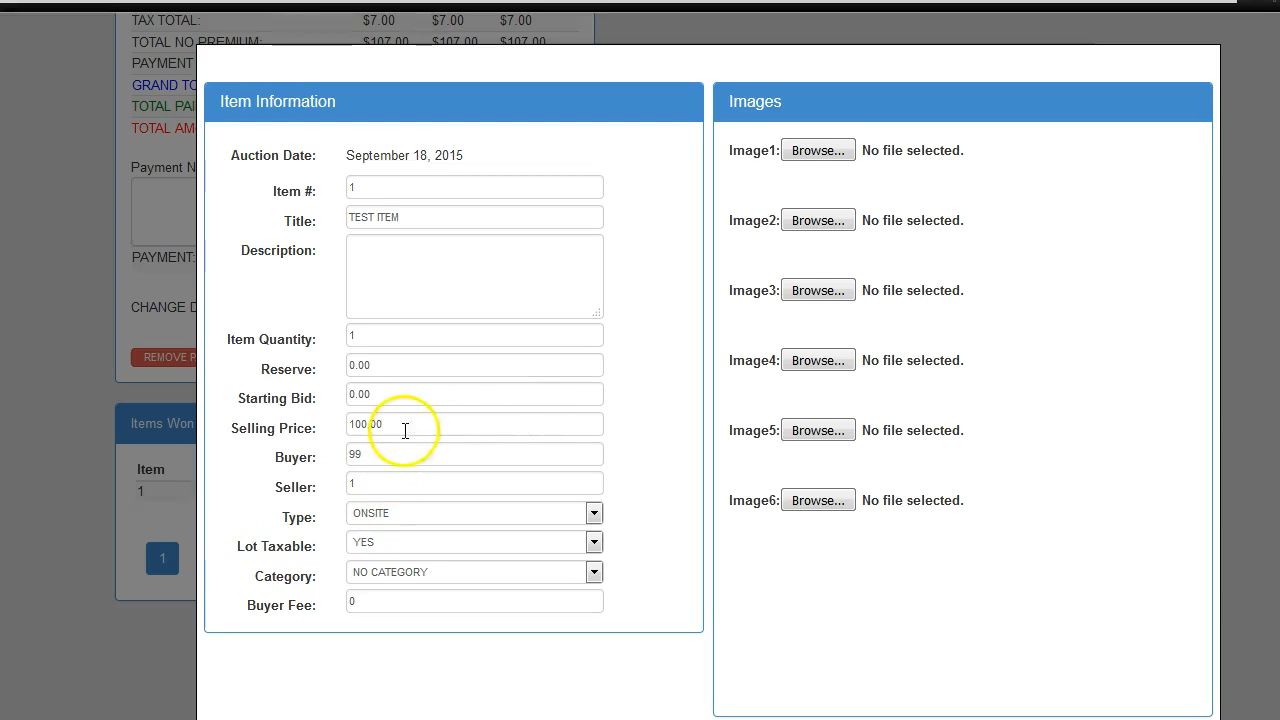 TAX TOTAL: $7.00 $7.00 $7.00
TOTAL NO PREMIUM: $107.00 $107.00 $107.00
PAYMENT
GRAND TO
TOTAL PAI
TOTAL AM
Payment N
PAYMENT:
CHANGE D
REMOVE P
Items Won
Item
1
1
Item Information
Auction Date: September 18, 2015
Item #: 1
Title: TEST ITEM
Description:
Item Quantity: 1
Reserve: 0.00
Starting Bid: 0.00
Selling Price: 100.00
Buyer: 99
Seller: 1
Type: ONSITE
Lot Taxable: YES
Category: NO CATEGORY
Buyer Fee: 0
Images
Image1: Browse... No file selected.
Image2: Browse... No file selected.
Image3: Browse... No file selected.
Image4: Browse... No file selected.
Image5: Browse... No file selected.
Image6: Browse... No file selected.